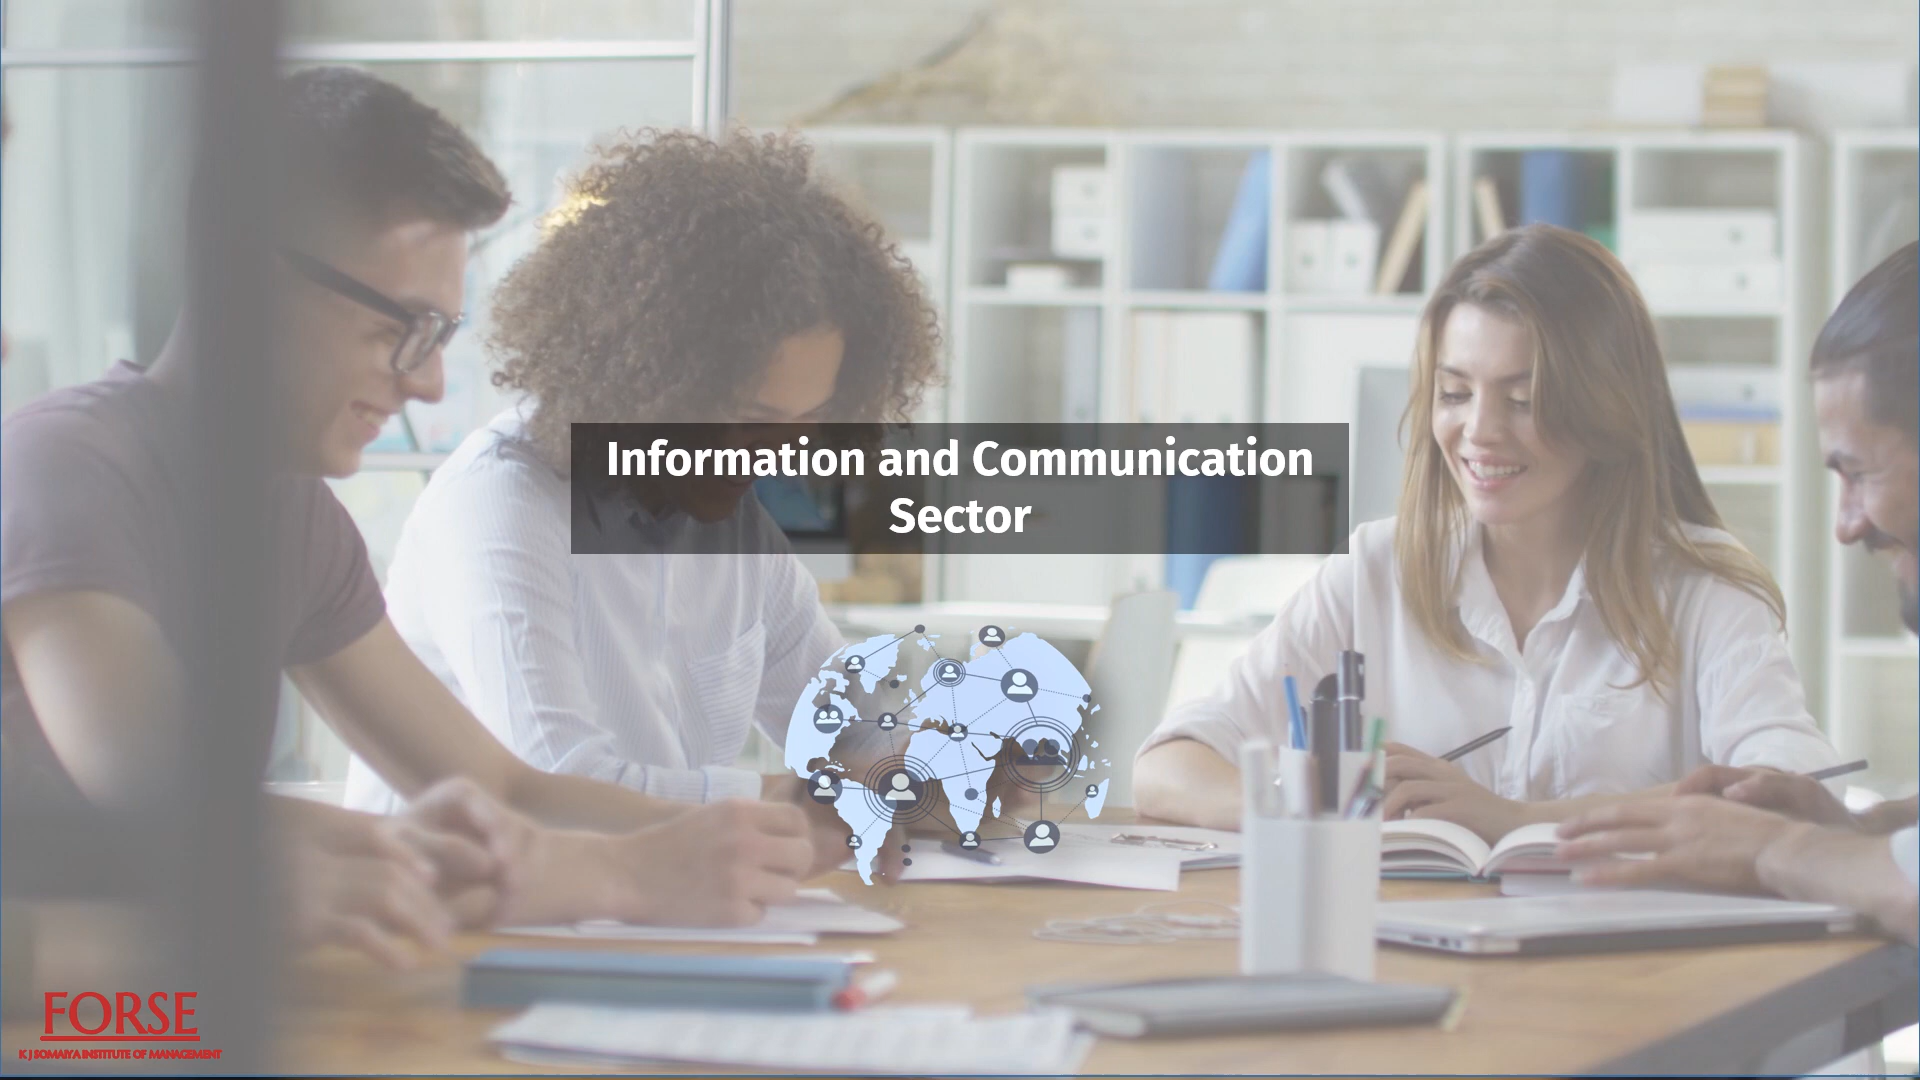 Information and Communication
Sector
FORSE
K J SOMAIYA INSTITUTE OF MANAGEMENT